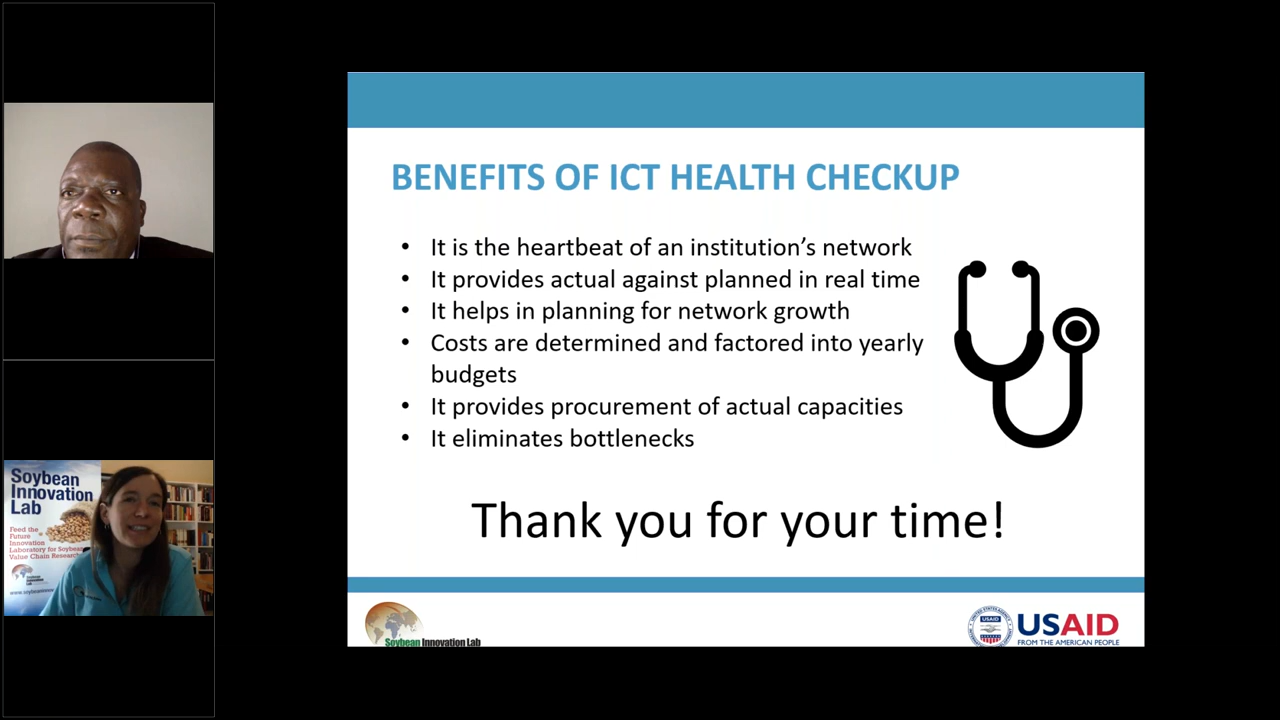 BENEFITS OF ICT HEALTH CHECKUP
• It is the heartbeat of an institution’s network
• It provides actual against planned in real time
• It helps in planning for network growth
• Costs are determined and factored into yearly
budgets
• It provides procurement of actual capacities
• It eliminates bottlenecks
Thank you for your time!
Soybean Innovation Lab
USAID
FROM THE AMERICAN PEOPLE
USAID
Soybean
Innovation
Lab
Feed the
Future
Innovation
Laboratory for Soybean
Value Chain Research